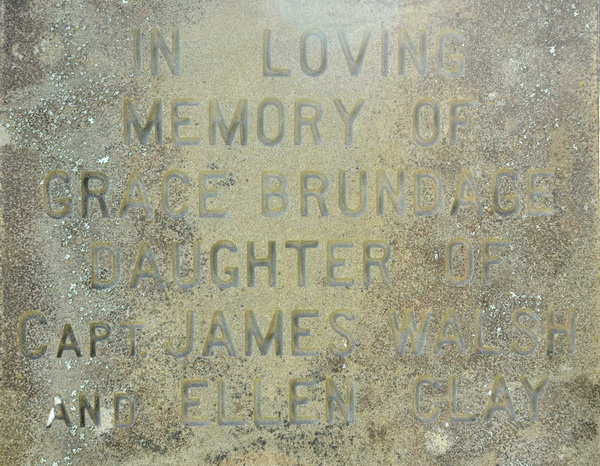 IN LOVING
MEMORY OF
GRACE BRUNDAGE
DAUGHTER OF
CAPT. JAMES WALSH
AND ELLEN CLAY